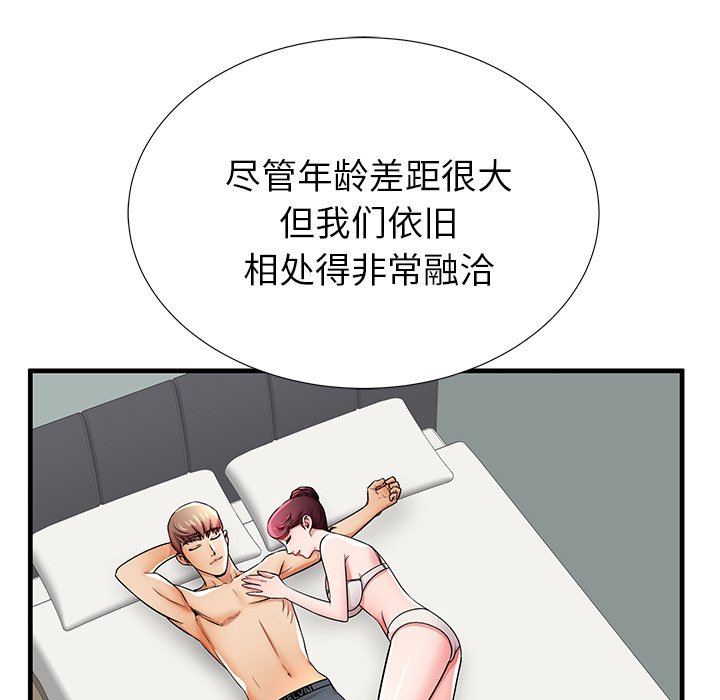 尽管年龄差距很大
但我们依旧
相处得非常融洽